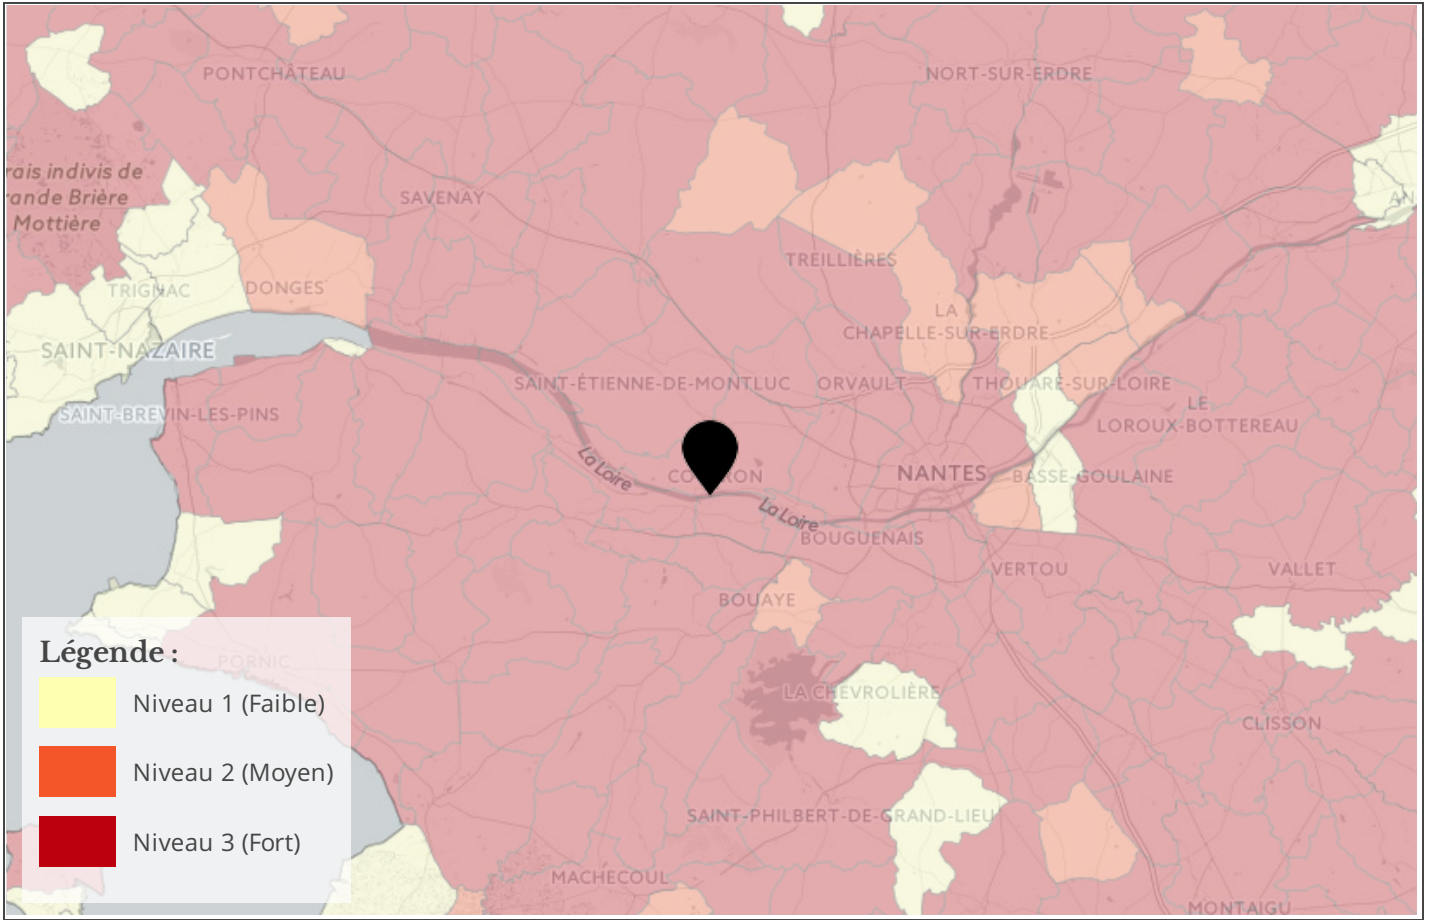 PONTCHÂTEAU
NORT-SUR-ERDRE
rais indivis de
rande Brière
Mottière
SAVENAY
AN
TREILLIÈRES
TRIGNAC
DONGES
LA
CHAPELLE-SUR-ERDRE
SAINT-NAZAIRE
SAINT-ÉTIENNE-DE-MONTLUC
ORVAULT
THOUARÉ-SUR-LOIRE
SAINT-BREVIN-LES-PINS
LE
LOROUX-BOTTEREAU
La Loire
NANTES
BASSE-GOULAINE
La Loire
BOUGUENAIS
VERTOU
VALLET
BOUAYE
PORNIC
LA CHEVROLIÈRE
CLISSON
SAINT-PHILBERT-DE-GRAND-LIEU
MACHECOUL
MONTAIGU
Légende :
Niveau 1 (Faible)
Niveau 2 (Moyen)
Niveau 3 (Fort)